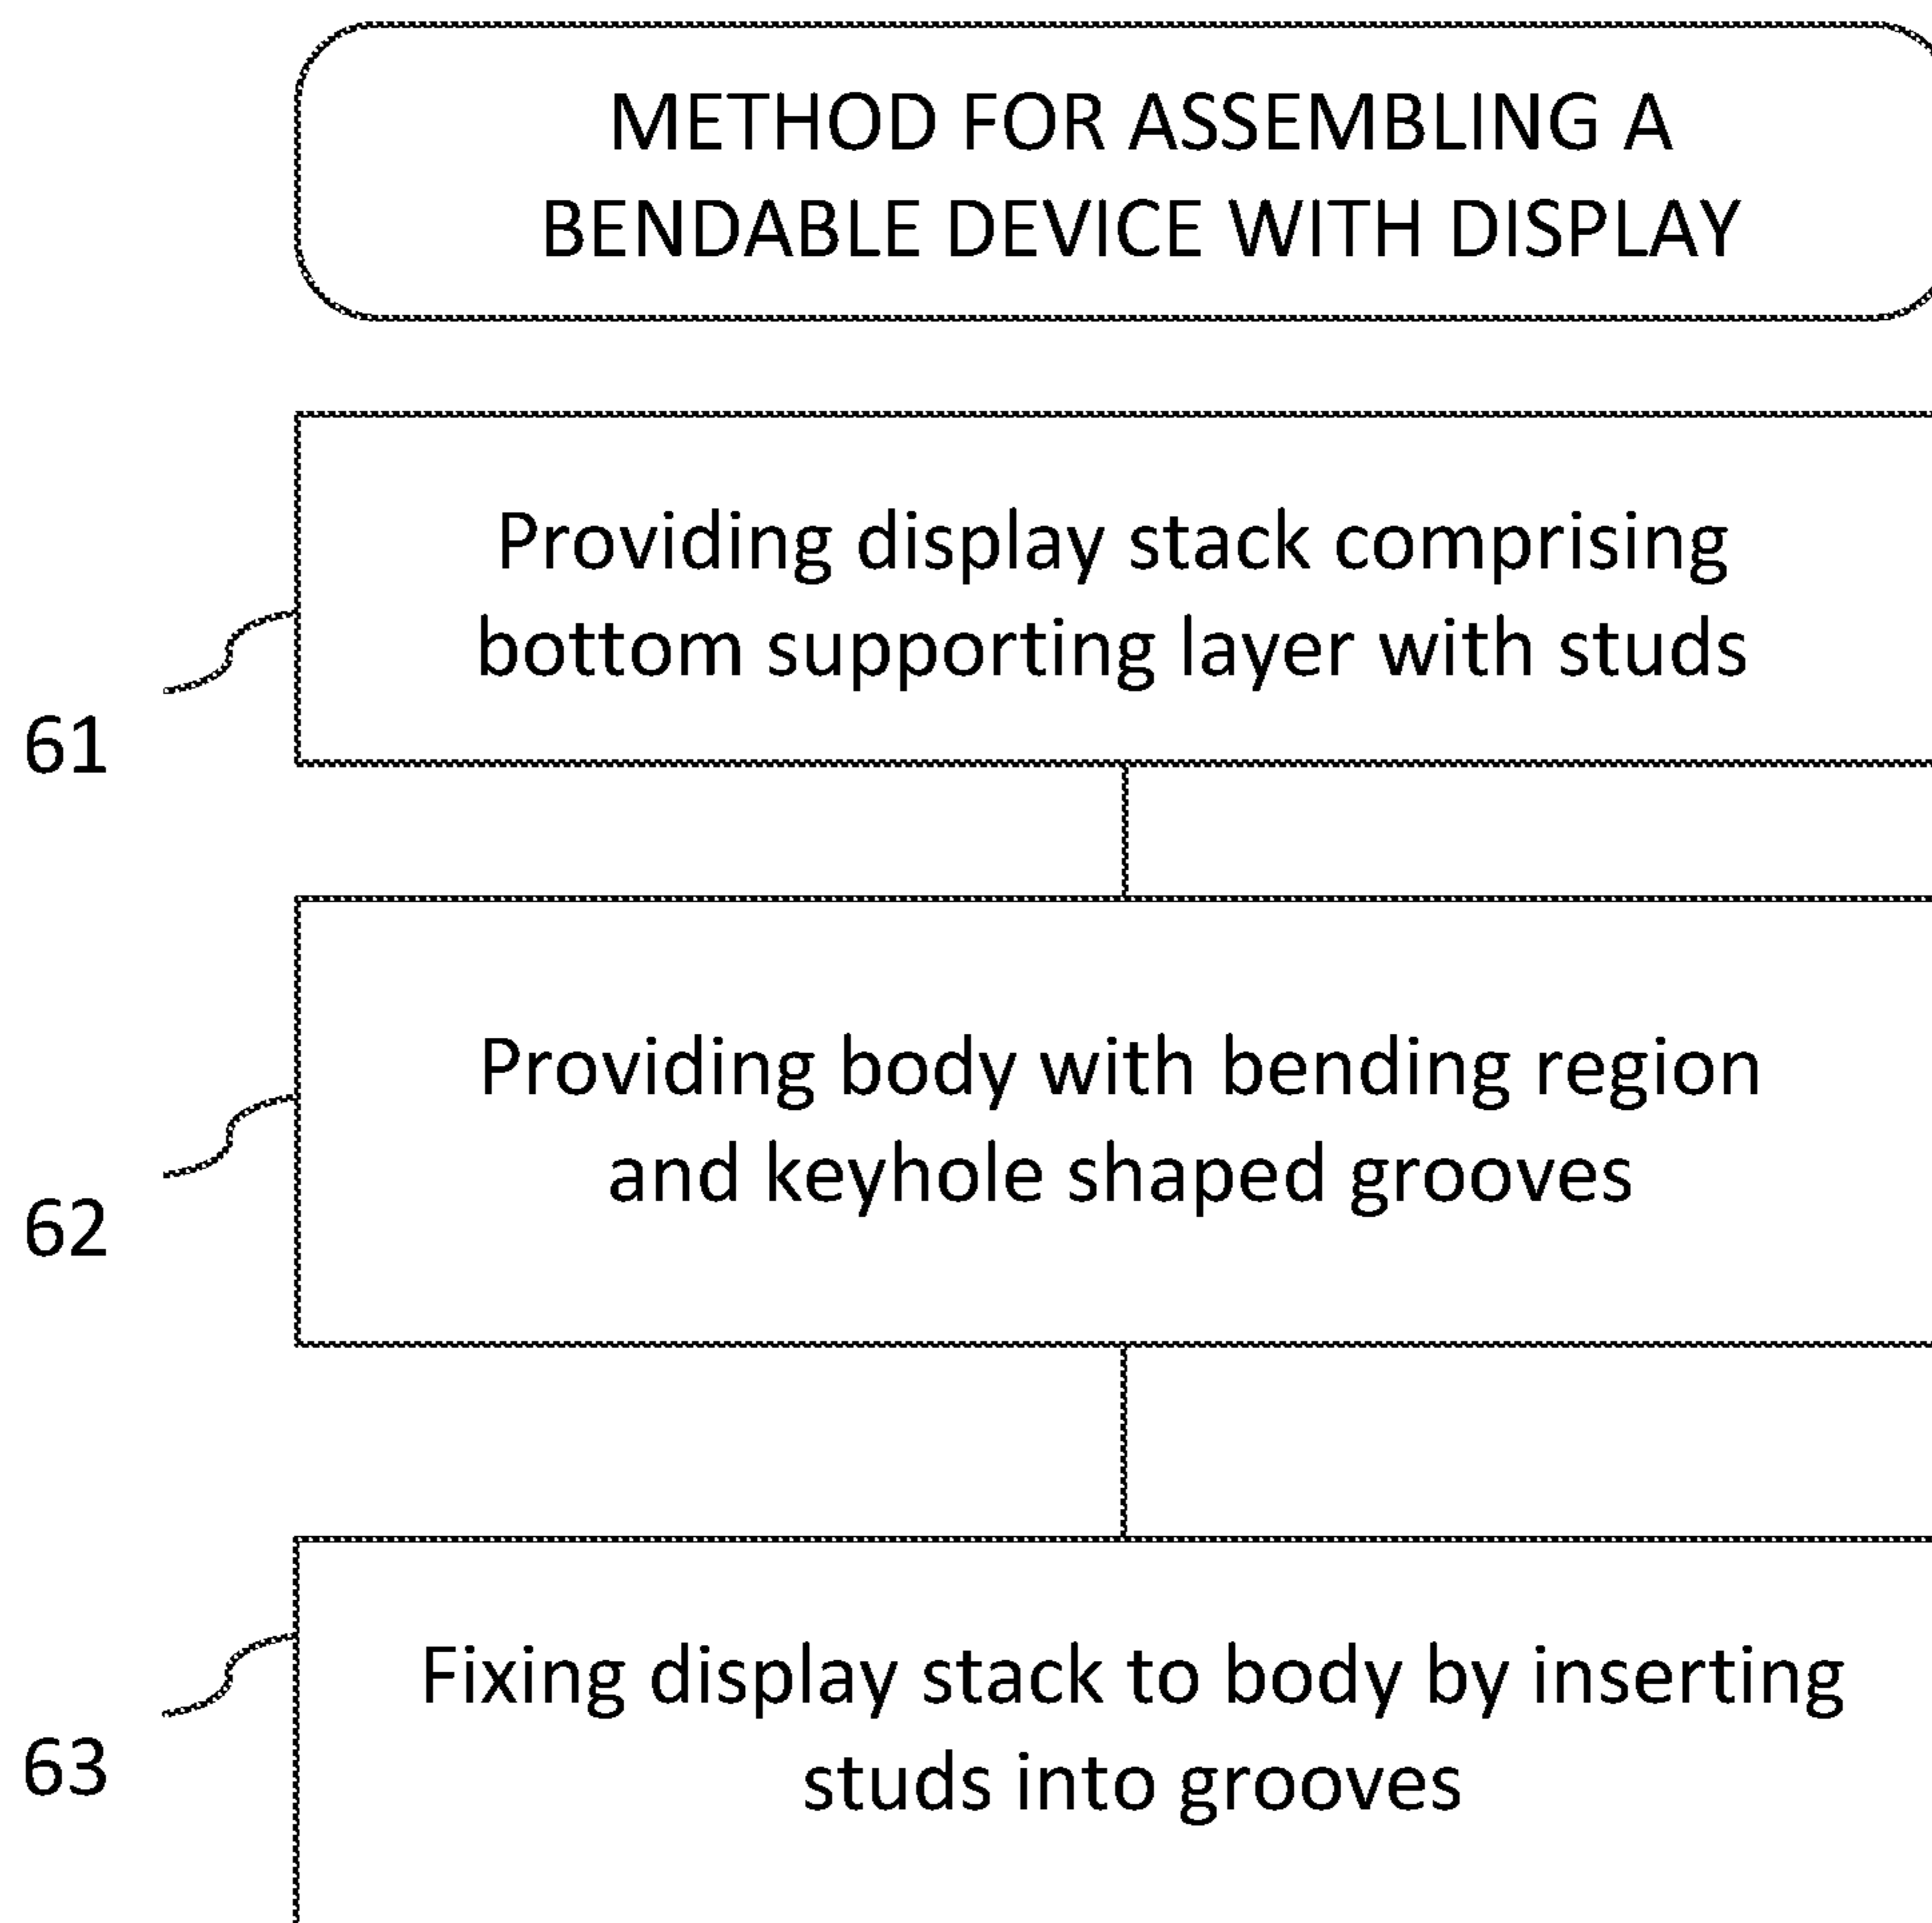 METHOD FOR ASSEMBLING A
BENDABLE DEVICE WITH DISPLAY
Providing display stack comprising
bottom supporting layer with studs
61
Providing body with bending region
and keyhole shaped grooves
62
Fixing display stack to body by inserting
studs into grooves
63